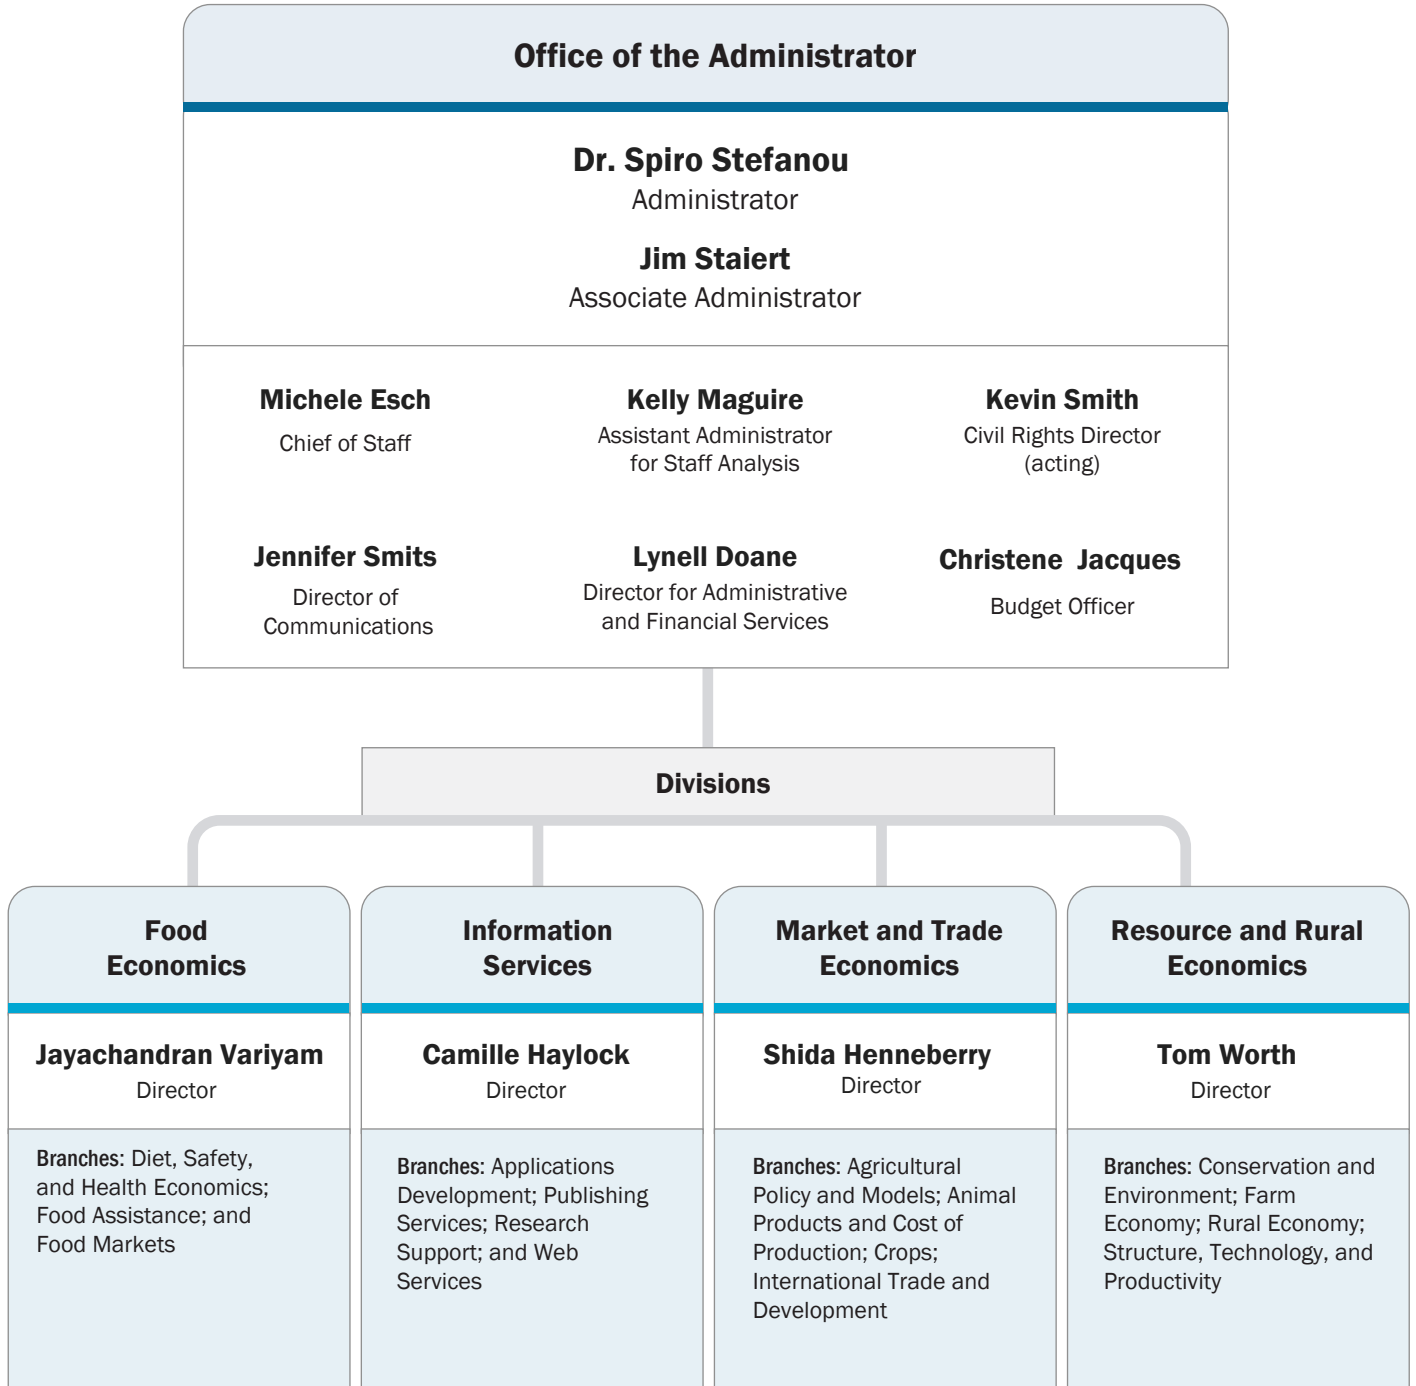 Office of the Administrator
Dr. Spiro Stefanou
Administrator
Jim Staiert
Associate Administrator
Michele Esch
Chief of Staff
Kelly Maguire
Assistant Administrator
for Staff Analysis
Kevin Smith
Civil Rights Director
(acting)
Jennifer Smits
Director of
Communications
Lynell Doane
Director for Administrative
and Financial Services
Christene Jacques
Budget Officer
Divisions
Food
Economics
Jayachandran Variyam
Director
Branches: Diet, Safety,
and Health Economics;
Food Assistance; and
Food Markets
Information
Services
Camille Haylock
Director
Branches: Applications
Development; Publishing
Services; Research
Support; and Web
Services
Market and Trade
Economics
Shida Henneberry
Director
Branches: Agricultural
Policy and Models; Animal
Products and Cost of
Production; Crops;
International Trade and
Development
Resource and Rural
Economics
Tom Worth
Director
Branches: Conservation and
Environment; Farm
Economy; Rural Economy;
Structure, Technology, and
Productivity